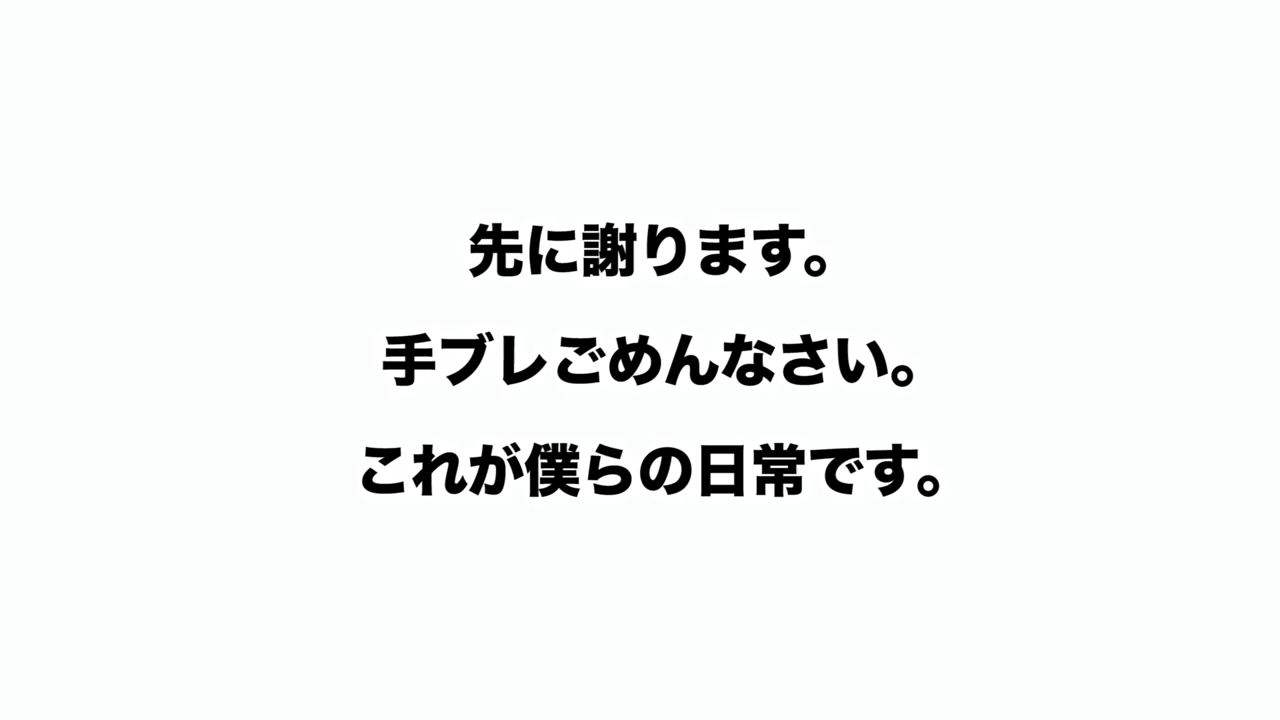 先に謝ります。
手ブレごめんなさい。
これが僕らの日常です。